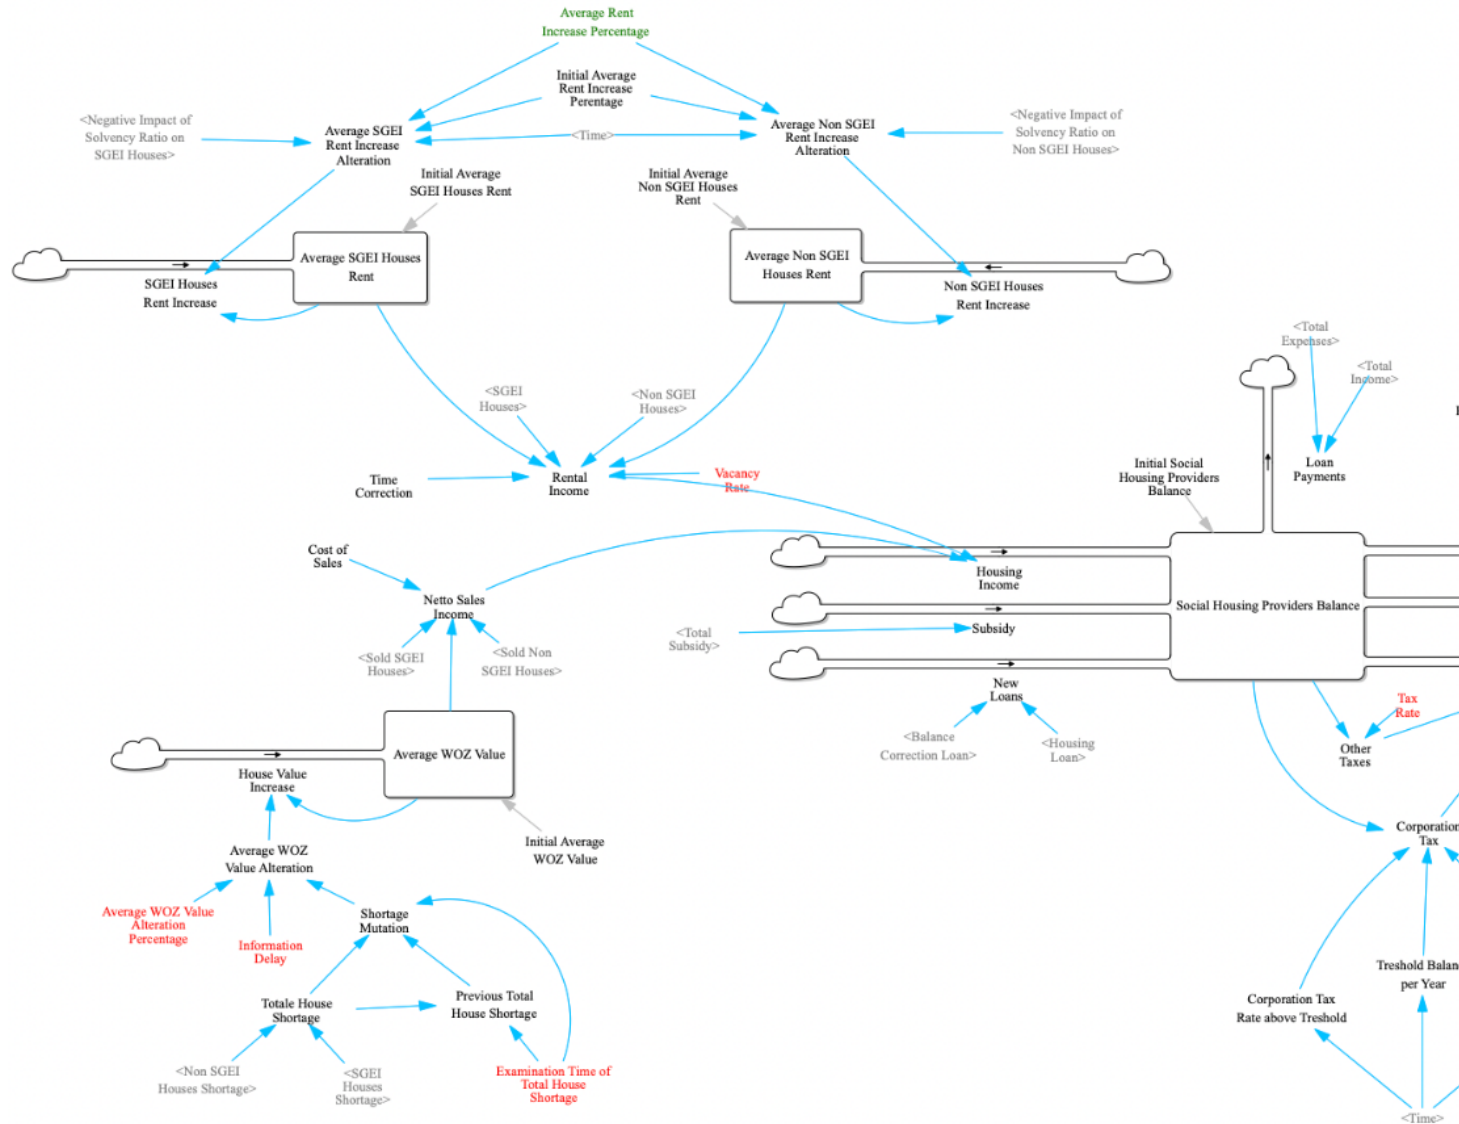 Average Rent
Increase Percentage
Initial Average
Rent Increase
Perentage
<Negative Impact of
Solvency Ratio on
SGEI Houses>
Average SGEI
Rent Increase
Alteration
<Time>
Average Non SGEI
Rent Increase
Alteration
<Negative Impact of
Solvency Ratio on
Non SGEI Houses>
Initial Average
SGEI Houses Rent
Initial Average
Non SGEI Houses
Rent
Average SGEI Houses
Rent
Average Non SGEI
Houses Rent
SGEI Houses
Rent Increase
Non SGEI Houses
Rent Increase
<Total
Expenses>
<Total
Income>
<SGEI
Houses>
<Non SGEI
Houses>
Time
Correction
Rental
Income
Vacancy
Rate
Initial Social
Housing Providers
Balance
Loan
Payments
Cost of
Sales
Netto Sales
Income
Housing
Income
Social Housing Providers Balance
<Total
Subsidy>
Subsidy
<Sold SGEI
Houses>
<Sold Non
SGEI Houses>
New
Loans
Tax
Rate
<Balance
Correction Loan>
<Housing
Loan>
Other
Taxes
Average WOZ Value
House Value
Increase
Initial Average
WOZ Value
Corporation
Tax
Average WOZ
Value Alteration
Average WOZ Value
Alteration
Percentage
Shortage
Mutation
Information
Delay
Totale House
Shortage
Previous Total
House Shortage
Treshold Balanc
per Year
Corporation Tax
Rate above Treshold
<Non SGEI
Houses Shortage>
<SGEI
Houses
Shortage>
Examination Time of
Total House
Shortage
<Time>